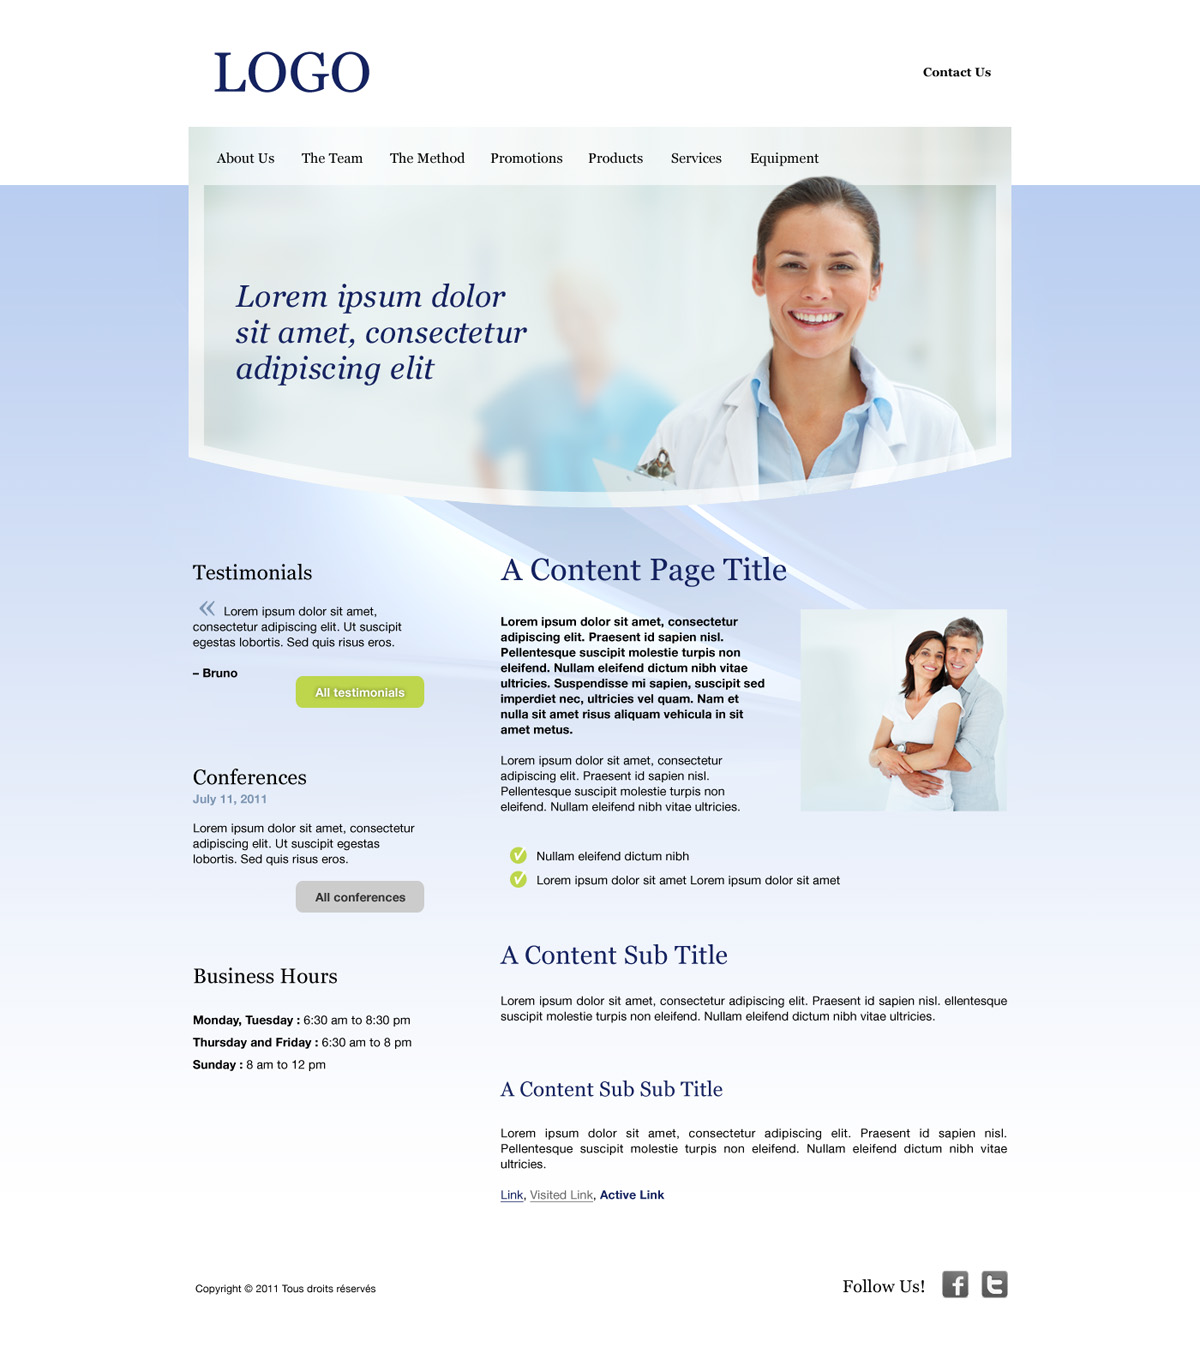 LOGO
Contact Us
About Us The Team The Method Promotions Products Services Equipment
Lorem ipsum dolor
sit amet, consectetur
adipiscing elit
Testimonials
« Lorem ipsum dolor sit amet,
consectetur adipiscing elit. Ut suscipit
egestas lobortis. Sed quis risus eros.
– Bruno
All testimonials
Conferences
July 11, 2011
Lorem ipsum dolor sit amet, consectetur
adipiscing elit. Ut suscipit egestas
lobortis. Sed quis risus eros.
All conferences
Business Hours
Monday, Tuesday : 6:30 am to 8:30 pm
Thursday and Friday : 6:30 am to 8 pm
Sunday : 8 am to 12 pm
A Content Page Title
Lorem ipsum dolor sit amet, consectetur
adipiscing elit. Praesent id sapien nisl.
Pellentesque suscipit molestie turpis non
eleifend. Nullam eleifend dictum nibh vitae
ultricies. Suspendisse mi sapien, suscipit sed
imperdiet nec, ultricies vel quam. Nam et
nulla sit amet risus aliquam vehicula in sit
amet metus.
Lorem ipsum dolor sit amet, consectetur
adipiscing elit. Praesent id sapien nisl.
Pellentesque suscipit molestie turpis non
eleifend. Nullam eleifend nibh vitae ultricies.
Nullam eleifend dictum nibh
Lorem ipsum dolor sit amet Lorem ipsum dolor sit amet
A Content Sub Title
Lorem ipsum dolor sit amet, consectetur adipiscing elit. Praesent id sapien nisl. ellentesque
suscipit molestie turpis non eleifend. Nullam eleifend dictum nibh vitae ultricies.
A Content Sub Sub Title
Lorem ipsum dolor sit amet, consectetur adipiscing elit. Praesent id sapien nisl.
Pellentesque suscipit molestie turpis non eleifend. Nullam eleifend dictum nibh vitae
ultricies.
Link, Visited Link, Active Link
Copyright © 2011 Tous droits réservés
Follow Us! f t